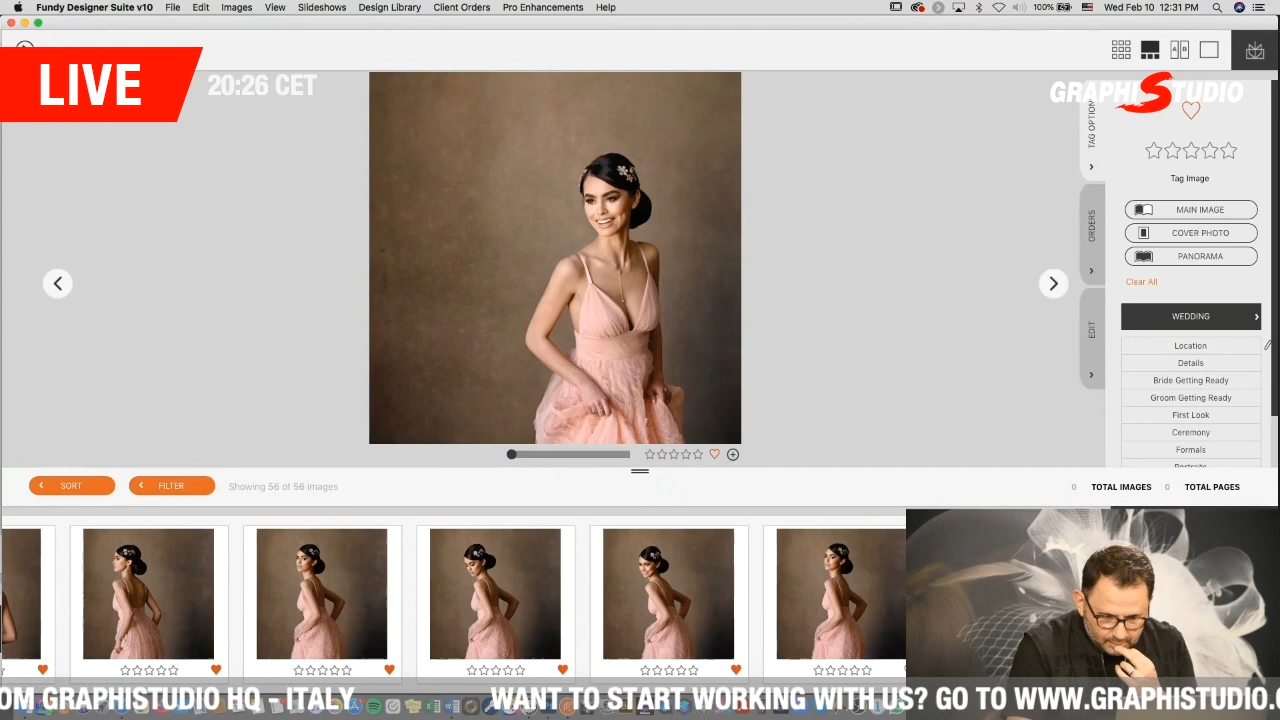 Fundy Designer Suite v10 File Edit Images View Slideshows Design Library Client Orders Pro Enhancements Help
100% Wed Feb 10 12:31 PM
LIVE
20:26 CET
A B
GRAPHISTUDIO
TAG OPTION
Tag Image
MAIN IMAGE
ORDERS
COVER PHOTO
PANORAMA
Clear All
WEDDING
EDIT
Location
Details
Bride Getting Ready
Groom Getting Ready
First Look
Ceremony
Formals
Portraits
SORT FILTER Showing 56 of 56 images
0 TOTAL IMAGES 0 TOTAL PAGES
OM GRAPHISTUDIO HQ - ITALY WANT TO START WORKING WITH US? GO TO WWW.GRAPHISTUDIO.